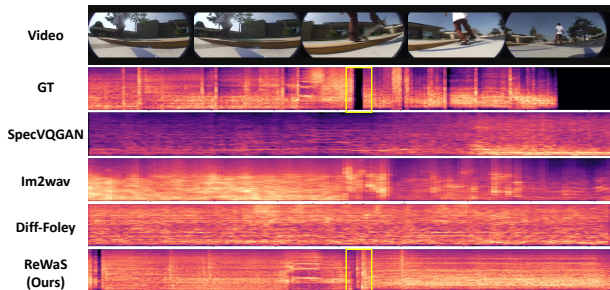 Video
GT
SpecVQGAN
Im2wav
Diff-Foley
ReWaS
(Ours)